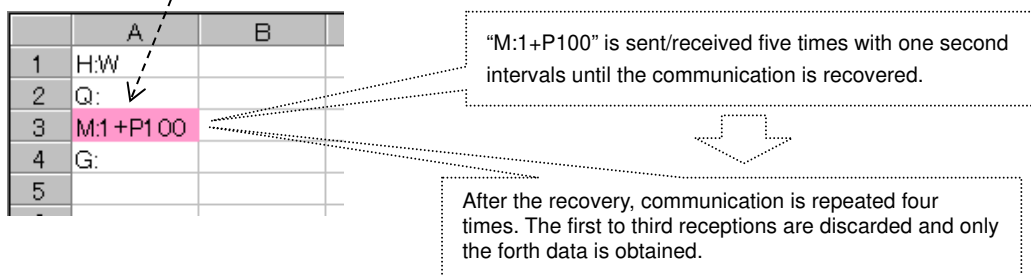 A B
1 H:W
2 Q:
3 M:1+P100
4 G:
5
“M:1+P100” is sent/received five times with one second
intervals until the communication is recovered.
After the recovery, communication is repeated four
times. The first to third receptions are discarded and only
the forth data is obtained.